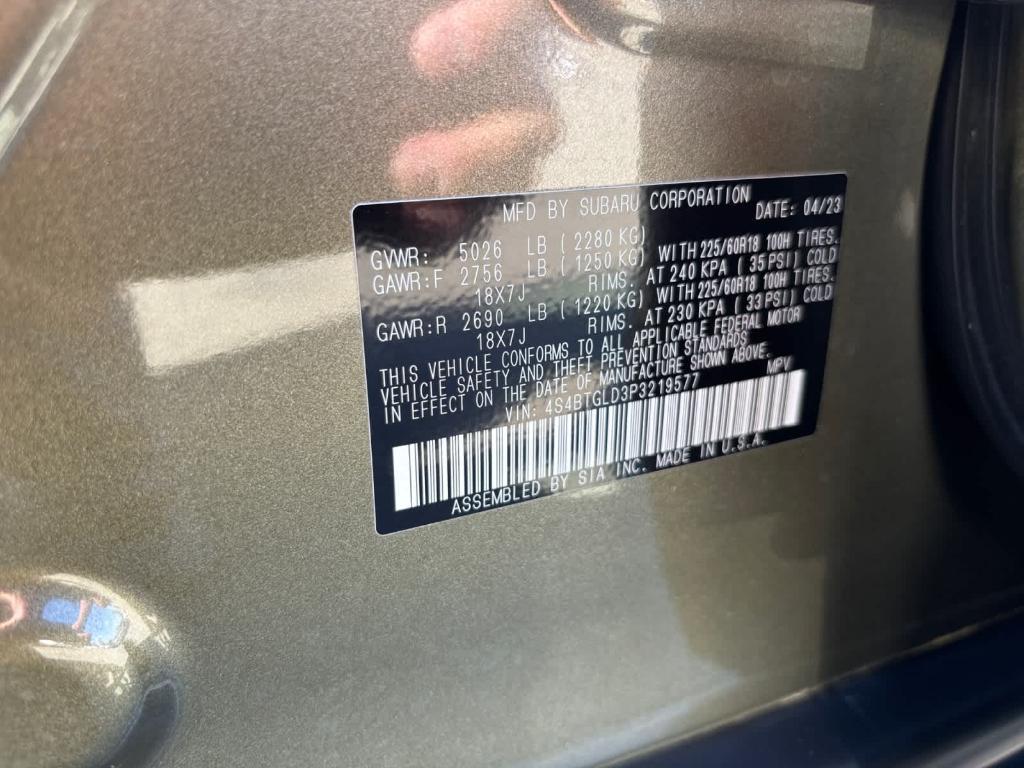 MFD BY SUBARU CORPORATION
DATE: 04/23
GVWR: 5026 LB (2280 KG)
GAWR:F 2756 LB (1250 KG) WITH 225/60R18 100H TIRES,
18X7J RIMS. AT 240 KPA (35 PSI) COLD
GAWR:R 2690 LB (1220 KG) WITH 225/60R18 100H TIRES,
18X7J RIMS. AT 230 KPA (33 PSI) COLD
THIS VEHICLE CONFORMS TO ALL APPLICABLE FEDERAL MOTOR
VEHICLE SAFETY AND THEFT PREVENTION STANDARDS
IN EFFECT ON THE DATE OF MANUFACTURE SHOWN ABOVE.
VIN: 4S4BTGLD3P3219577 MPV
ASSEMBLED BY SIA INC. MADE IN U.S.A.